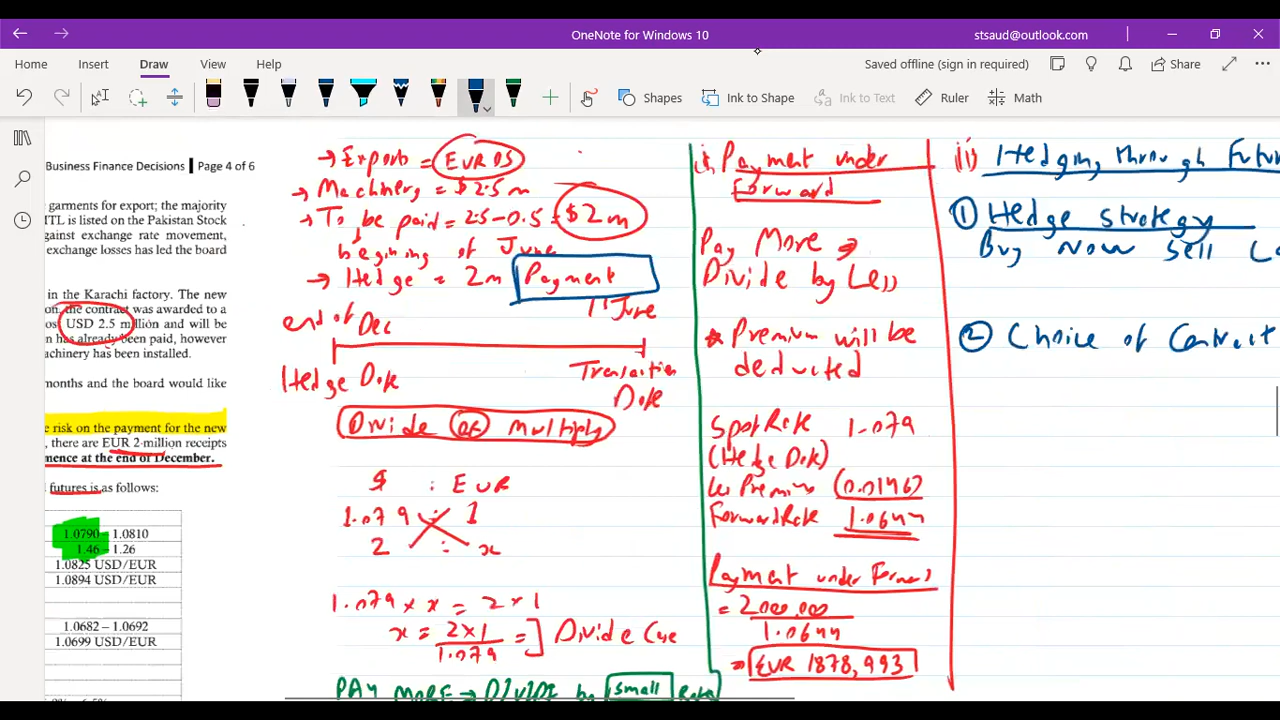 OneNote for Windows 10
stsaud@outlook.com
Home Insert Draw View Help
Saved offline (sign in required)
Share
Shapes
Ink to Shape
Ink to Text
Ruler
Math
Business Finance Decisions | Page 4 of 6
garments for export; the majority
ITL is listed on the Pakistan Stock
against exchange rate movement,
exchange losses has led the board
in the Karachi factory. The new
on, the contract was awarded to a
ost USD 2.5 million and will be
n has already been paid, however
achinery has been installed.
months and the board would like
e risk on the payment for the new
, there are EUR 2 million receipts
mence at the end of December.
futures is as follows:
1.0790 – 1.0810
1.46 – 1.26
1.0825 USD/EUR
1.0894 USD/EUR
1.0682 – 1.0692
1.0699 USD/EUR
→ Exports = EUROS
→ Machinery = $2.5 m
→ To be paid = 2.5-0.5 = $2m
beginning of June
→ Hedge = 2m Payment
1st June
end of Dec
Hedge Date
Transaction
Date
Divide or multiply
$ : EUR
1.079 : 1
2 : x
1.079 × x = 2 × 1
x = 2×1
1.079
= ] Divide
PAY MORE → DIVIDE by small Rate
i. Payment under
Forward
Pay More →
Divide by Less
* Premium will be
deducted
Spot Rate 1.079
(Hedge Date)
Premium (0.0146)
Forward Rate 1.0644
Payment under Forward
= 2000,000
1.0644
= EUR 1878,993
(ii) Hedging through Futur
① Hedge strategy
Buy Now Sell La
② Choice of Contract